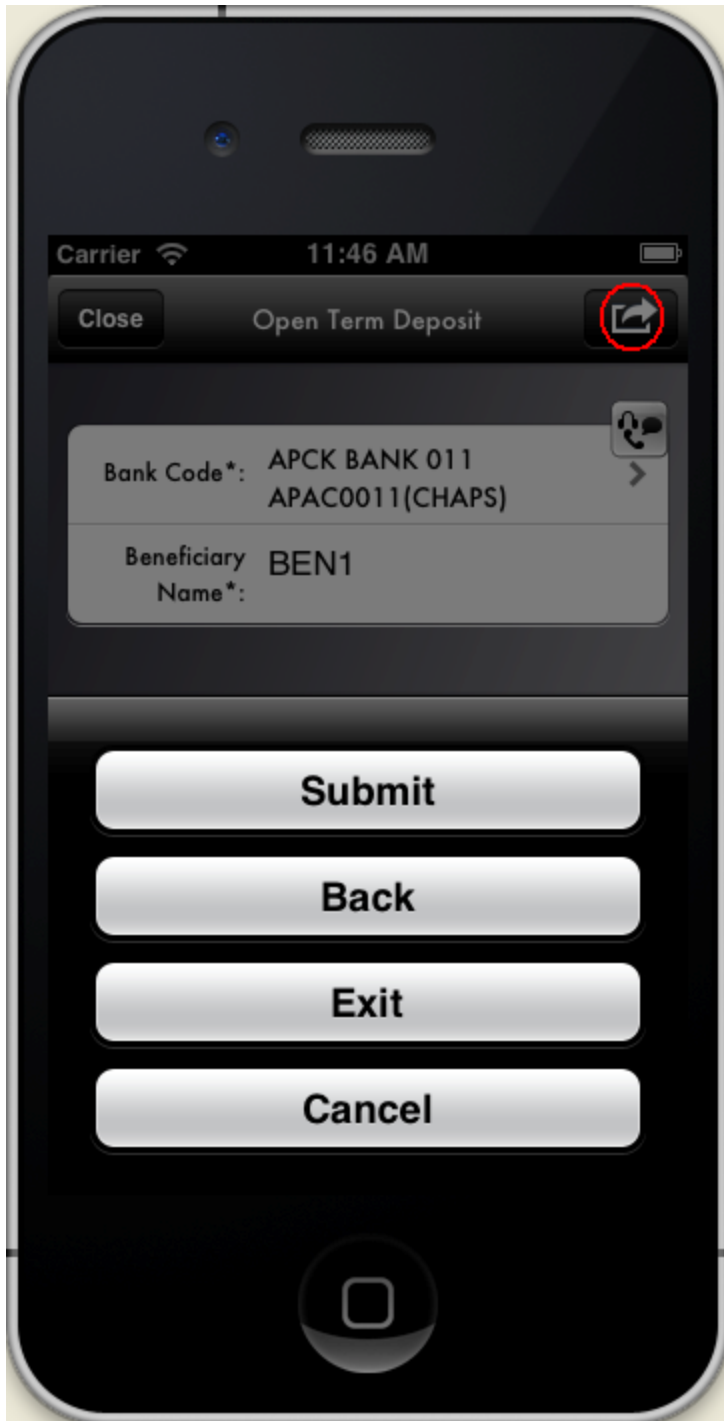 Carrier 11:46 AM
Close Open Term Deposit
Bank Code*: APCK BANK 011
APAC0011(CHAPS)
Beneficiary Name*: BEN1
Submit
Back
Exit
Cancel